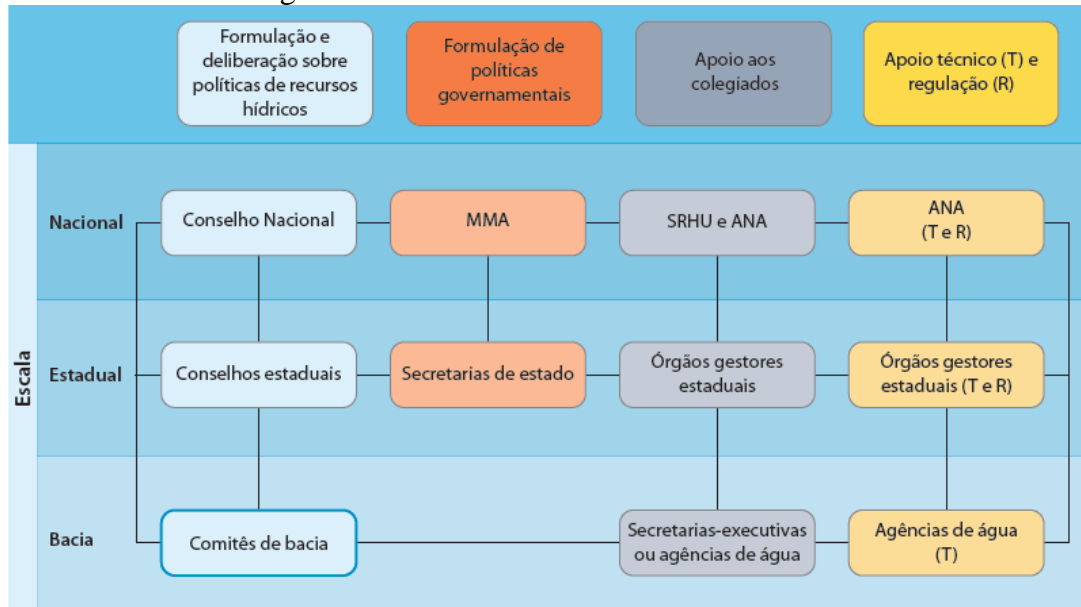 Formulação e
deliberação sobre
políticas de recursos
hídricos
Formulação de
políticas
governamentais
Apoio aos
colegiados
Apoio técnico (T) e
regulação (R)
Escala
Nacional
Conselho Nacional
MMA
SRHU e ANA
ANA
(T e R)
Estadual
Conselhos estaduais
Secretarias de estado
Órgãos gestores
estaduais
Órgãos gestores
estaduais (T e R)
Bacia
Comitês de bacia
Secretarias-executivas
ou agências de água
Agências de água
(T)